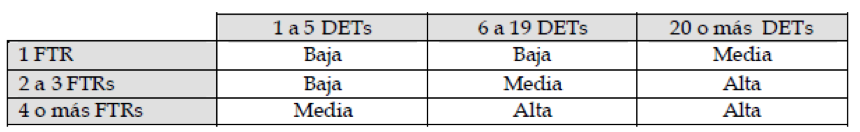 1 a 5 DETs 6 a 19 DETs 20 o más DETs
1 FTR Baja Baja Media
2 a 3 FTRs Baja Media Alta
4 o más FTRs Media Alta Alta